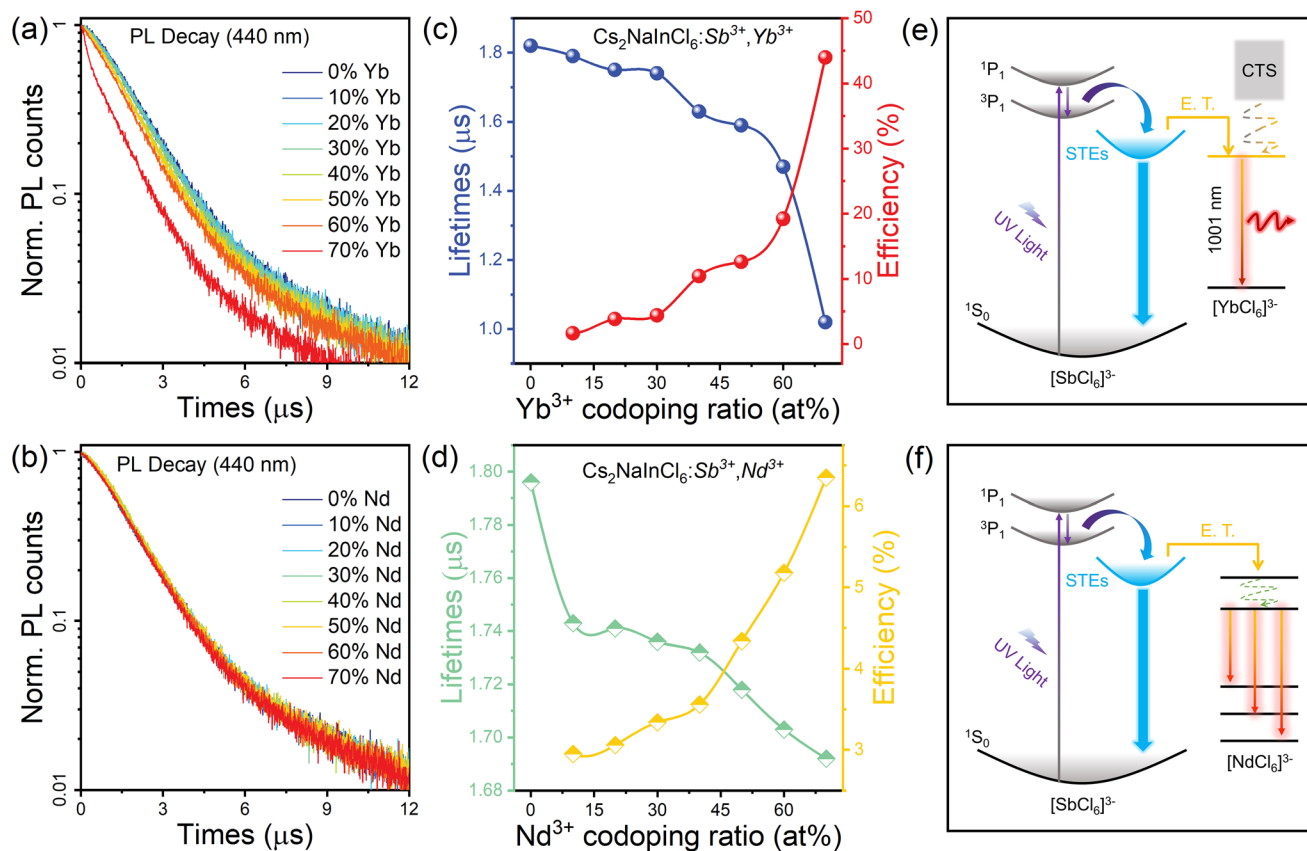 (a)
PL Decay (440 nm)
0% Yb
10% Yb
20% Yb
30% Yb
40% Yb
50% Yb
60% Yb
70% Yb
Norm. PL counts
1
0.1
0.01
0
3
6
9
12
Times (μs)
(c)
Cs₂NaInCl₆:Sb³⁺,Yb³⁺
Lifetimes (μs)
1.8
1.6
1.4
1.2
1.0
Efficiency (%)
50
40
30
20
10
0
0
15
30
45
60
Yb³⁺ codoping ratio (at%)
(e)
¹P₁
³P₁
STEs
E. T.
CTS
UV Light
1001 nm
¹S₀
[SbCl₆]³⁻
[YbCl₆]³⁻
(b)
PL Decay (440 nm)
0% Nd
10% Nd
20% Nd
30% Nd
40% Nd
50% Nd
60% Nd
70% Nd
Norm. PL counts
1
0.1
0.01
0
3
6
9
12
Times (μs)
(d)
Cs₂NaInCl₆:Sb³⁺,Nd³⁺
Lifetimes (μs)
1.80
1.78
1.76
1.74
1.72
1.70
1.68
Efficiency (%)
6
5
4
3
0
15
30
45
60
Nd³⁺ codoping ratio (at%)
(f)
¹P₁
³P₁
STEs
E. T.
UV Light
¹S₀
[SbCl₆]³⁻
[NdCl₆]³⁻